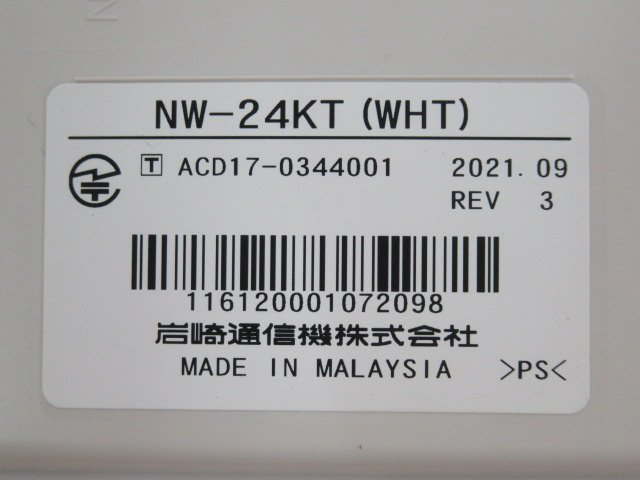 NW-24KT (WHT)
T ACD17-0344001 2021.09
REV 3
116120001072098
岩崎通信機株式会社
MADE IN MALAYSIA >PS<